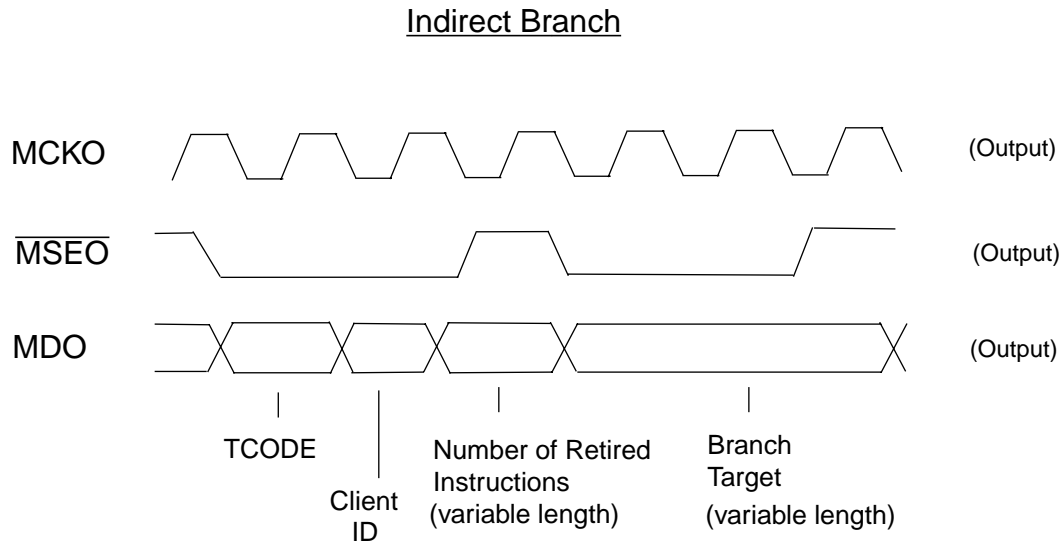 Indirect Branch
MCKO
(Output)
MSEO
(Output)
MDO
(Output)
TCODE
Client
ID
Number of Retired
Instructions
(variable length)
Branch
Target
(variable length)